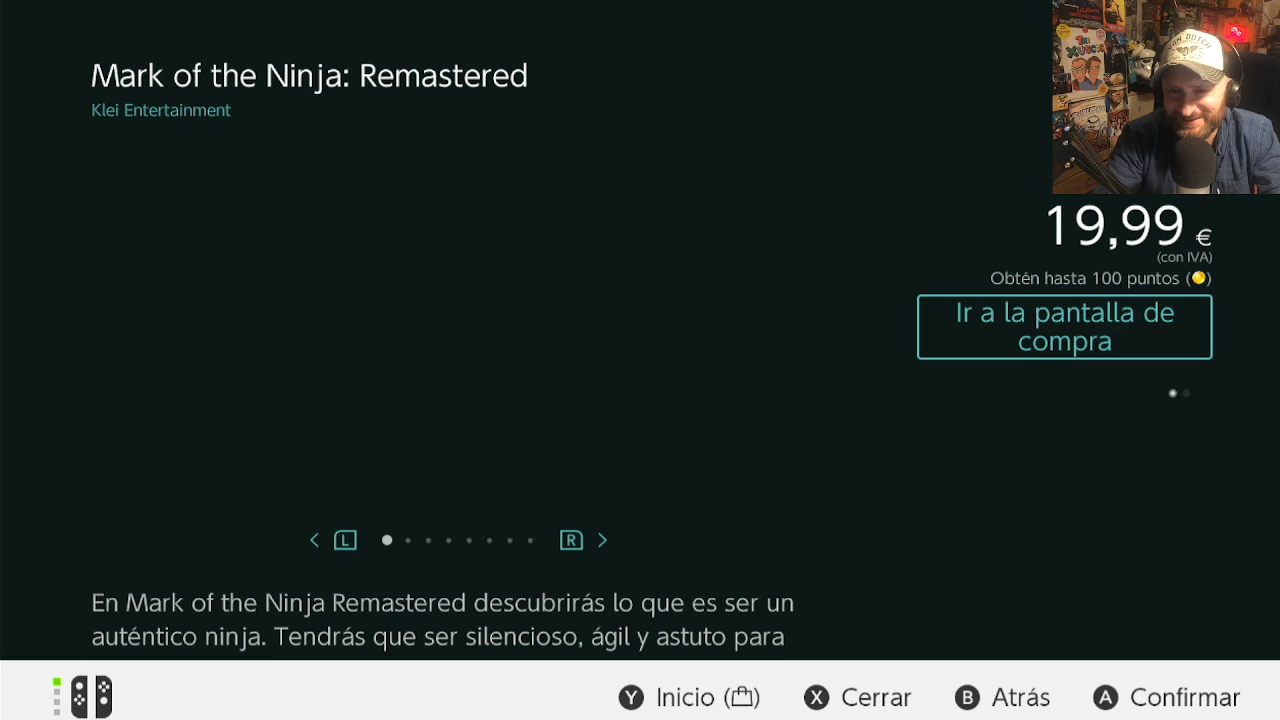 Mark of the Ninja: Remastered
Klei Entertainment
VAN DUTCH
19,99 €
(con IVA)
Obtén hasta 100 puntos ( )
Ir a la pantalla de
compra
L
R
En Mark of the Ninja Remastered descubrirás lo que es ser un
auténtico ninja. Tendrás que ser silencioso, ágil y astuto para
Y Inicio ( ) X Cerrar B Atrás A Confirmar